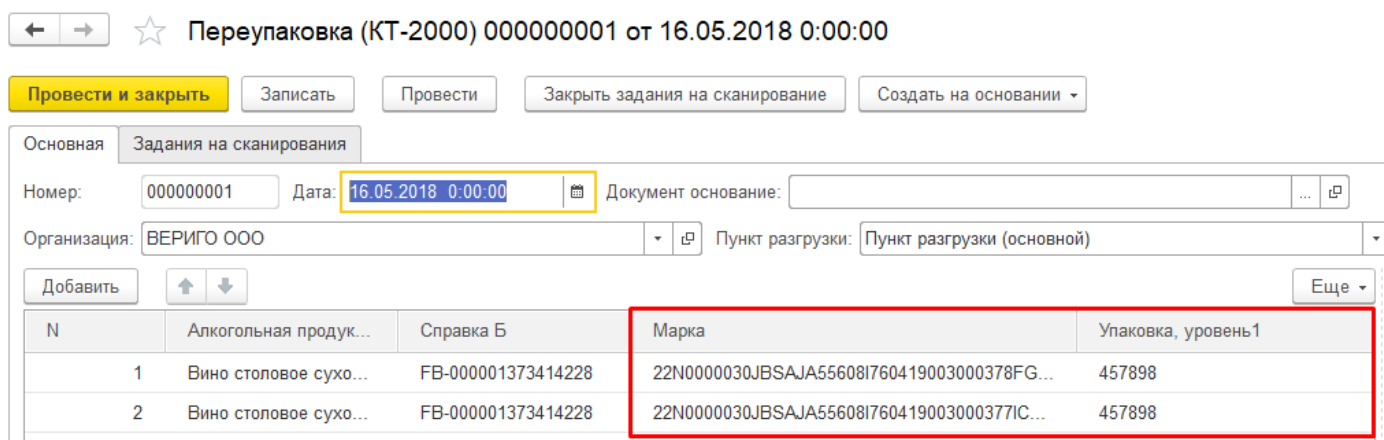 Переупаковка (КТ-2000) 000000001 от 16.05.2018 0:00:00
Провести и закрыть Записать Провести Закрыть задания на сканирование Создать на основании
Основная Задания на сканирования
Номер: 000000001 Дата: 16.05.2018 0:00:00 Документ основание: ...
Организация: ВЕРИГО ООО Пункт разгрузки: Пункт разгрузки (основной)
Добавить Еще
N Алкогольная продук... Справка Б Марка Упаковка, уровень1
1 Вино столовое сухо... FB-000001373414228 22N0000030JBSAJA55608I760419003000378FG... 457898
2 Вино столовое сухо... FB-000001373414228 22N0000030JBSAJA55608I760419003000377IC... 457898